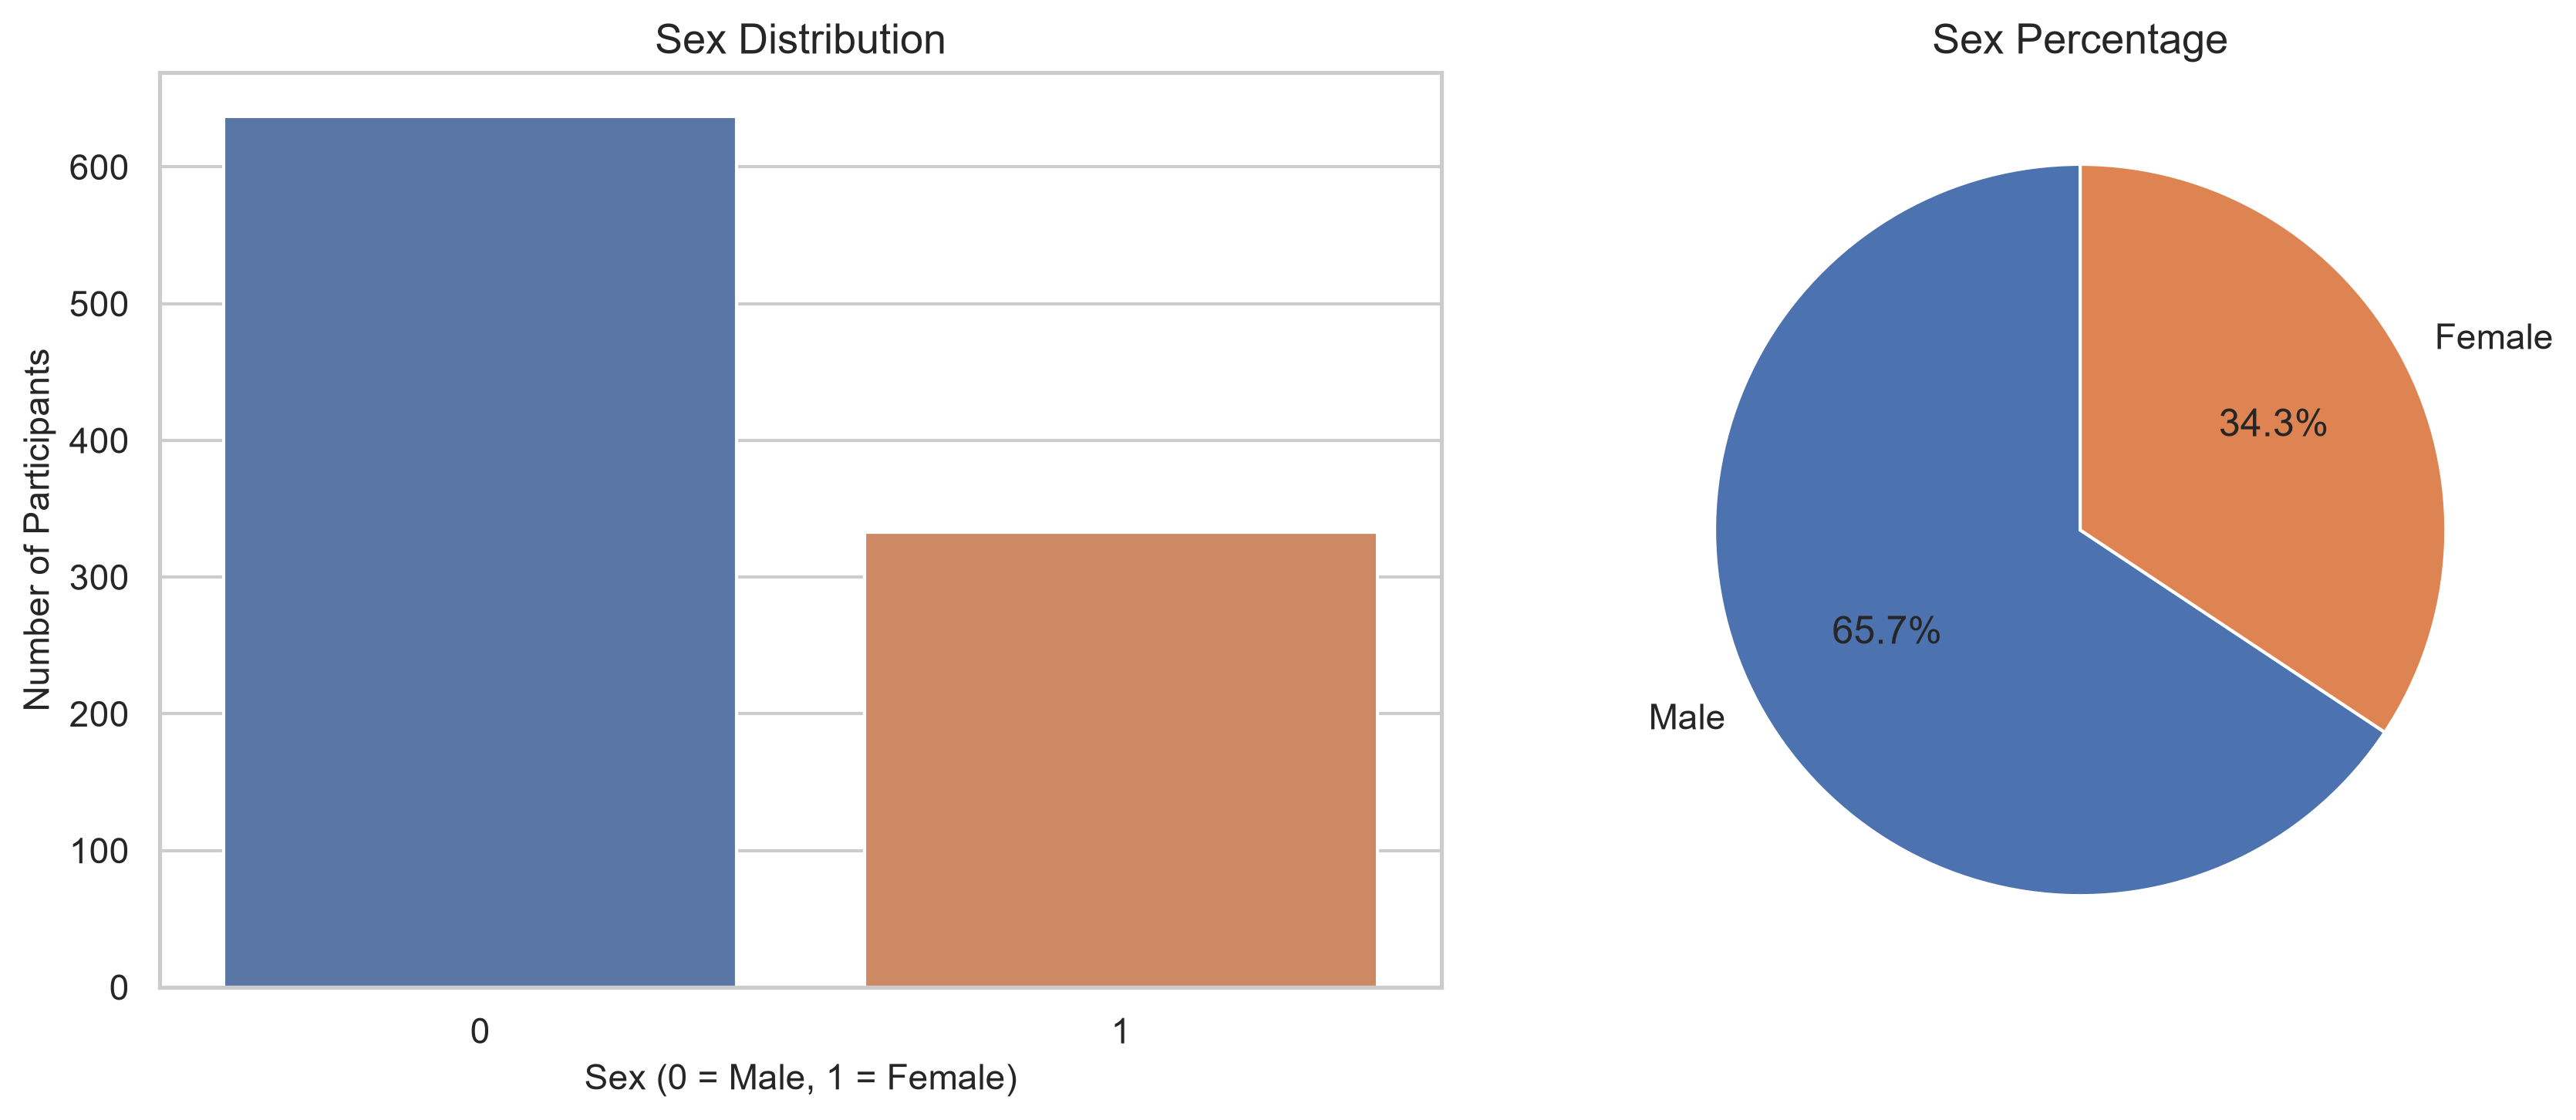 Sex Distribution
Number of Participants
600
500
400
300
200
100
0
0 1
Sex (0 = Male, 1 = Female)
Sex Percentage
Female
34.3%
65.7%
Male